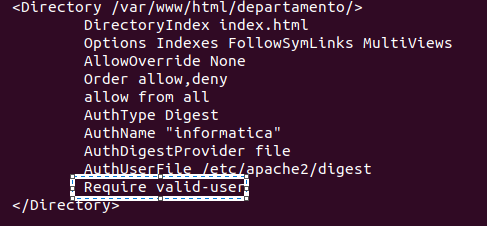 <Directory /var/www/html/departamento/>
DirectoryIndex index.html
Options Indexes FollowSymLinks MultiViews
AllowOverride None
Order allow,deny
allow from all
AuthType Digest
AuthName "informatica"
AuthDigestProvider file
AuthUserFile /etc/apache2/digest
Require valid-user
</Directory>